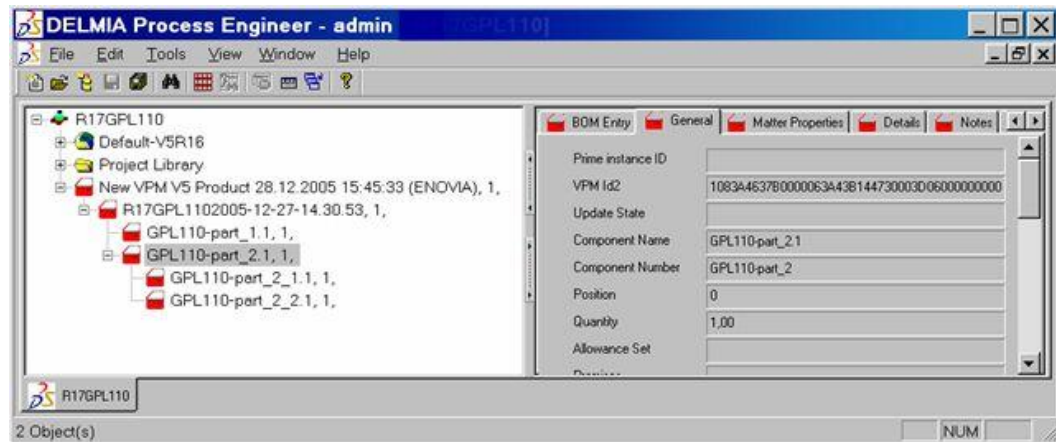 DELMIA Process Engineer - admin
File Edit Tools View Window Help
R17GPL110
Default-V5R16
Project Library
New VPM V5 Product 28.12.2005 15:45:33 (ENOVIA), 1,
R17GPL1102005-12-27-14.30.53, 1,
GPL110-part_1.1, 1,
GPL110-part_2.1, 1,
GPL110-part_2_1.1, 1,
GPL110-part_2_2.1, 1,
BOM Entry General Matter Properties Details Notes
Prime instance ID
VPM Id2 1083A4637B0000063A43B144730003D06000000000
Update State
Component Name GPL110-part_2.1
Component Number GPL110-part_2
Position 0
Quantity 1,00
Allowance Set
R17GPL110
2 Object(s) NUM